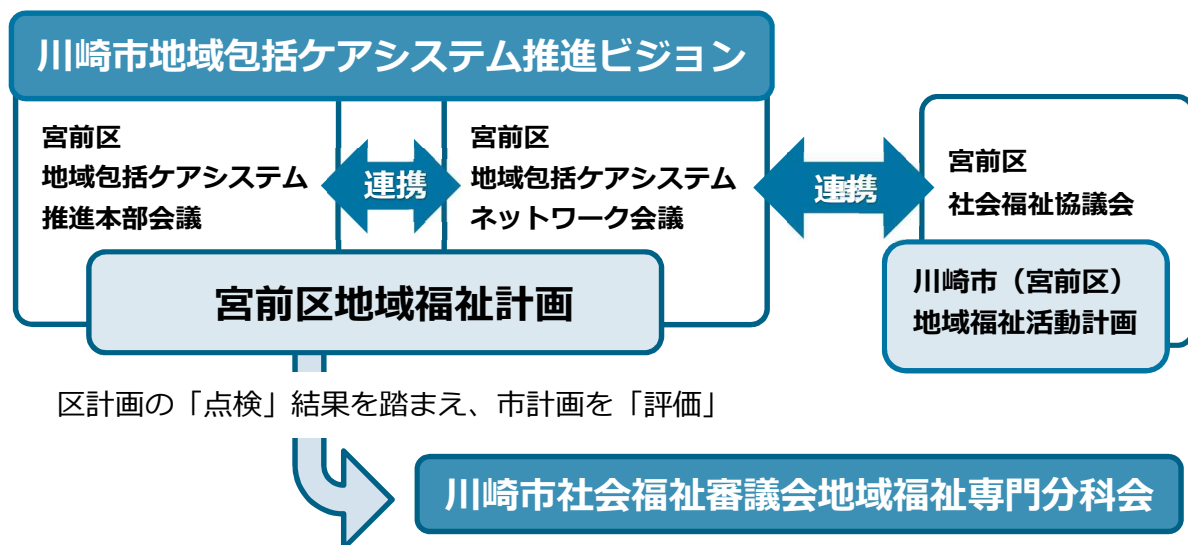 川崎市地域包括ケアシステム推進ビジョン
宮前区
地域包括ケアシステム
推進本部会議
連携
宮前区
地域包括ケアシステム
ネットワーク会議
連携
宮前区
社会福祉協議会
宮前区地域福祉計画
川崎市（宮前区）
地域福祉活動計画
区計画の「点検」結果を踏まえ、市計画を「評価」
川崎市社会福祉審議会地域福祉専門分科会